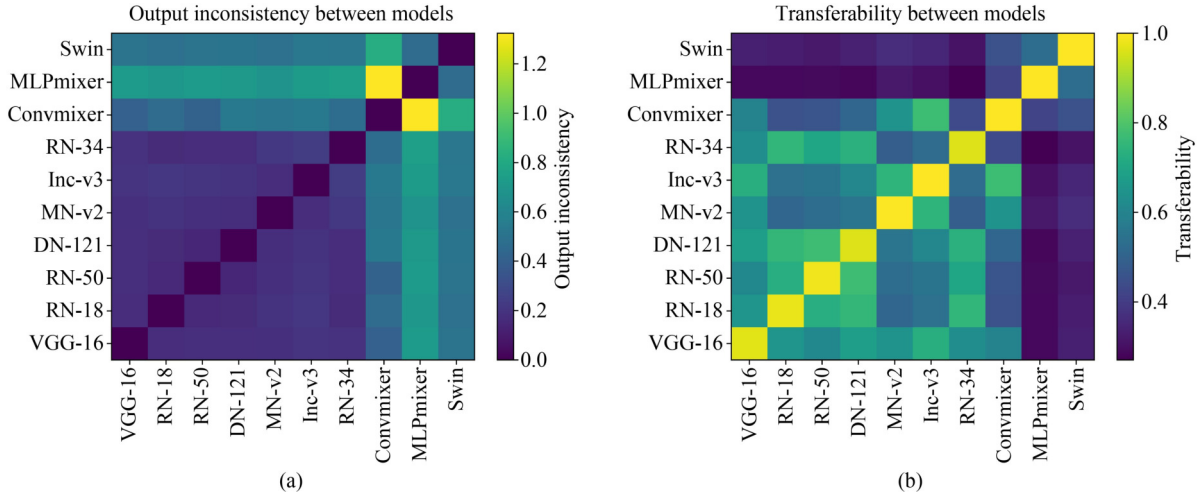 Output inconsistency between models
Swin
MLPmixer
Convmixer
RN-34
Inc-v3
MN-v2
DN-121
RN-50
RN-18
VGG-16
VGG-16
RN-18
RN-50
DN-121
MN-v2
Inc-v3
RN-34
Convmixer
MLPmixer
Swin
1.2
1.0
0.8
0.6
0.4
0.2
0.0
Output inconsistency
(a)
Transferability between models
Swin
MLPmixer
Convmixer
RN-34
Inc-v3
MN-v2
DN-121
RN-50
RN-18
VGG-16
VGG-16
RN-18
RN-50
DN-121
MN-v2
Inc-v3
RN-34
Convmixer
MLPmixer
Swin
1.0
0.8
0.6
0.4
Transferability
(b)